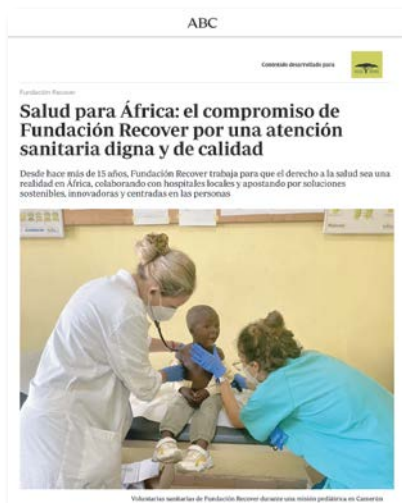 ABC
Contenido desarrollado para
Fundación Recover
Salud para África: el compromiso de
Fundación Recover por una atención
sanitaria digna y de calidad
Desde hace más de 15 años, Fundación Recover trabaja para que el derecho a la salud sea una
realidad en África, colaborando con hospitales locales y apostando por soluciones
sostenibles, innovadoras y centradas en las personas
Voluntarias sanitarias de Fundación Recover durante una misión pediátrica en Camerún